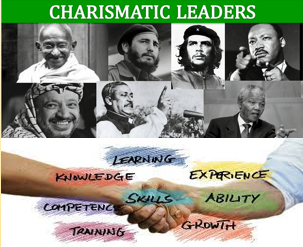 CHARISMATIC LEADERS
LEARNING
KNOWLEDGE
EXPERIENCE
SKILLS
ABILITY
COMPETENCE
GROWTH
TRAINING